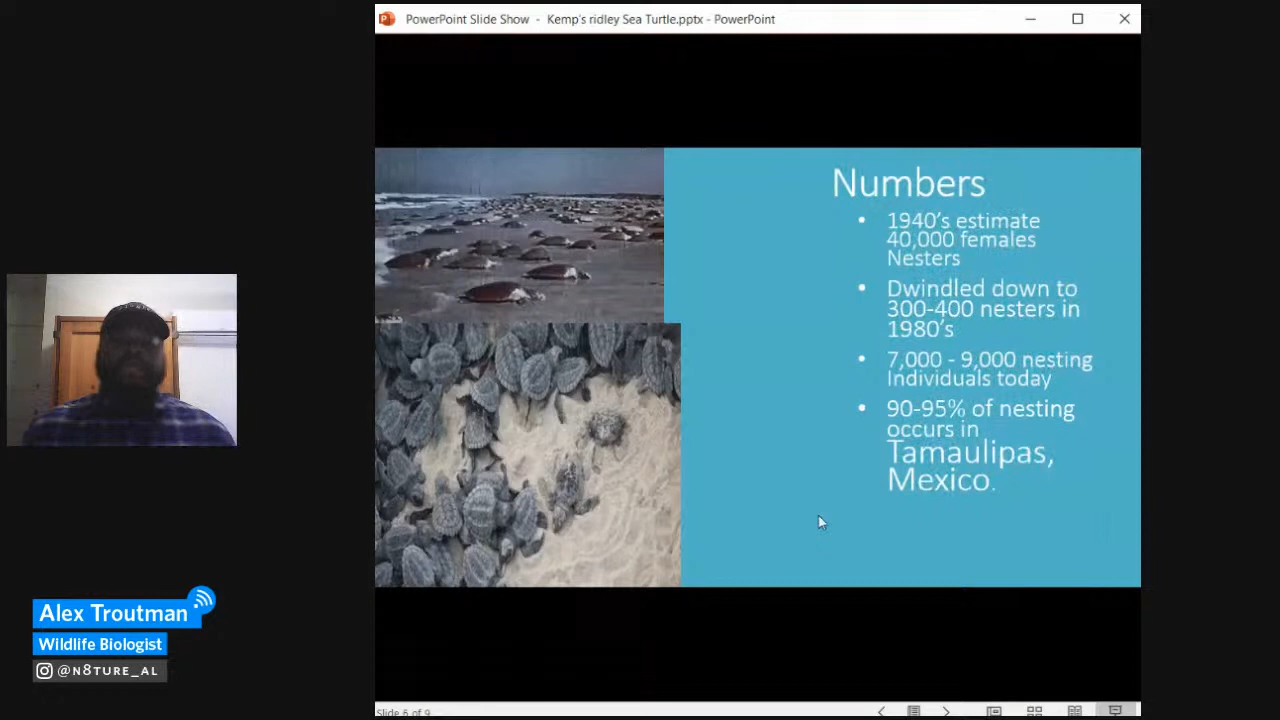 PowerPoint Slide Show - Kemp's ridley Sea Turtle.pptx - PowerPoint
Numbers
• 1940's estimate
40,000 females
Nesters
• Dwindled down to
300-400 nesters in
1980's
• 7,000 - 9,000 nesting
Individuals today
• 90-95% of nesting
occurs in
Tamaulipas,
Mexico.
Alex Troutman
Wildlife Biologist
@N8TURE_AL
Slide 6 of 9